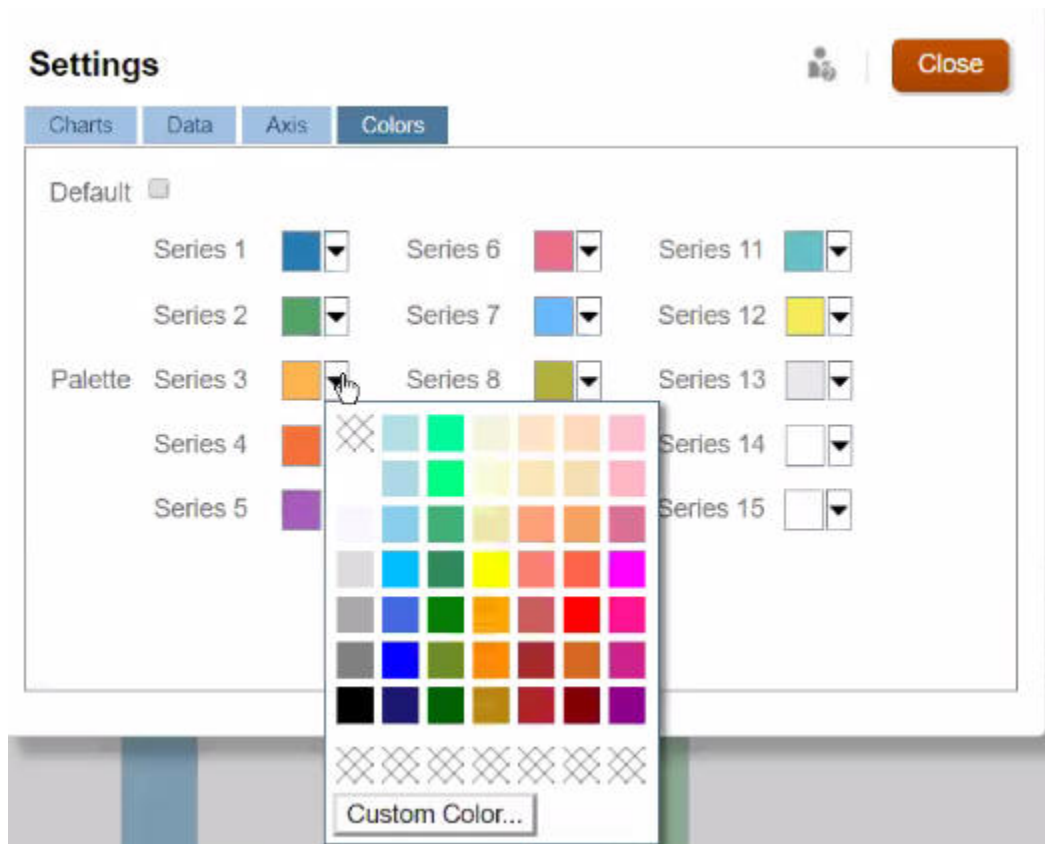 Settings
Close
Charts Data Axis Colors
Default
Series 1 Series 6 Series 11
Series 2 Series 7 Series 12
Palette Series 3 Series 8 Series 13
Series 4 Series 14
Series 5 Series 15
Custom Color...